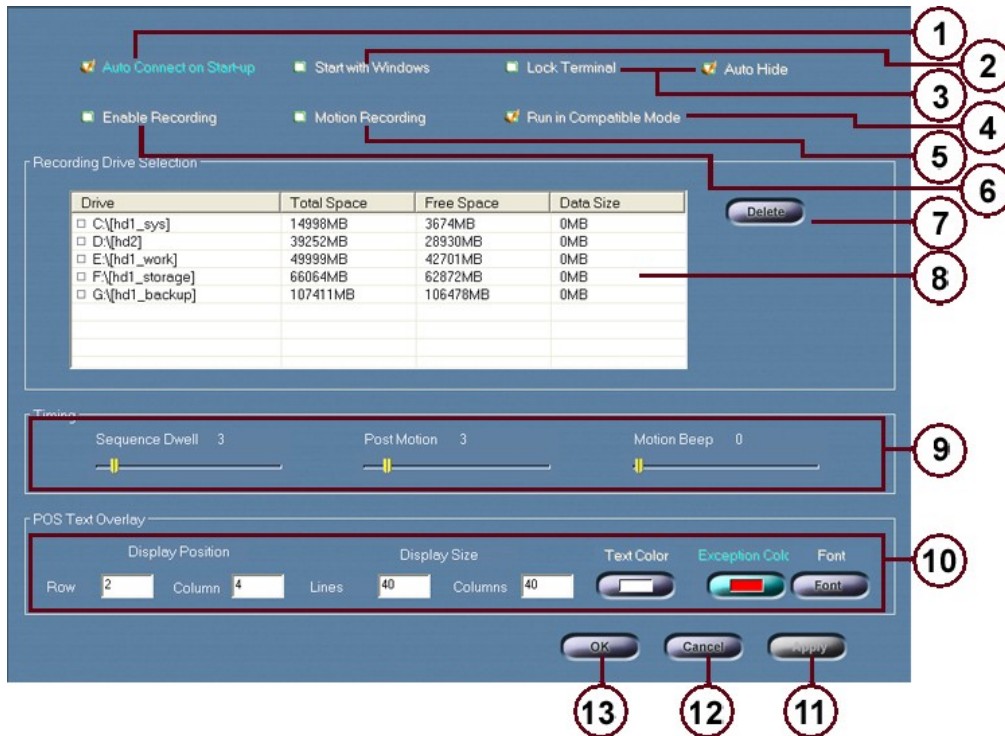 1
Auto Connect on Start-up Start with Windows Lock Terminal Auto Hide
2
3
Enable Recording Motion Recording Run in Compatible Mode
4
5
Recording Drive Selection
6
Drive Total Space Free Space Data Size
Delete
7
C:\[hd1_sys] 14998MB 3674MB 0MB
D:\[hd2] 39252MB 28930MB 0MB
E:\[hd1_work] 49999MB 42701MB 0MB
F:\[hd1_storage] 66064MB 62872MB 0MB
8
G:\[hd1_backup] 107411MB 106478MB 0MB
Timing
Sequence Dwell 3 Post Motion 3 Motion Beep 0
9
POS Text Overlay
Display Position Display Size Text Color Exception Colc Font
10
Row 2 Column 4 Lines 40 Columns 40 Font
OK Cancel Apply
13 12 11